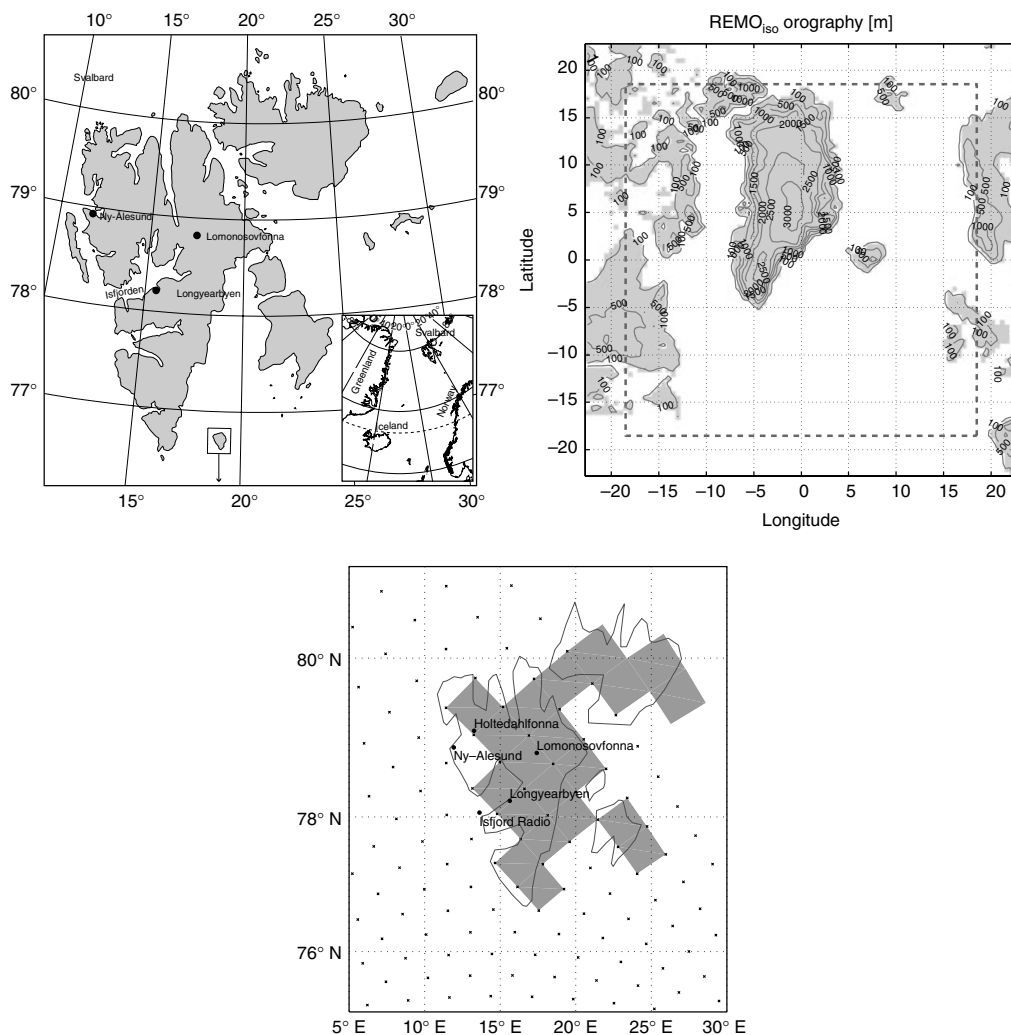 10° 15° 20° 25° 30° 35°
Svalbard
80° 80°
79° 79°
Ny-Alesund
Lomonosovfonna
78° 78°
Isfjorden
Longyearbyen
77° 77°
Svalbard
Greenland
Norway
Iceland
15° 20° 25° 30°
REMOiso orography [m]
20
15
10
5
0
−5
−10
−15
−20
Latitude
−20 −15 −10 −5 0 5 10 15 20
Longitude
100
500
1000
1500
2000
2500
3000
80° N
78° N
76° N
Holtedahlfonna
Ny–Alesund
Lomonosovfonna
Longyearbyen
Isfjord Radio
5° E 10° E 15° E 20° E 25° E 30° E